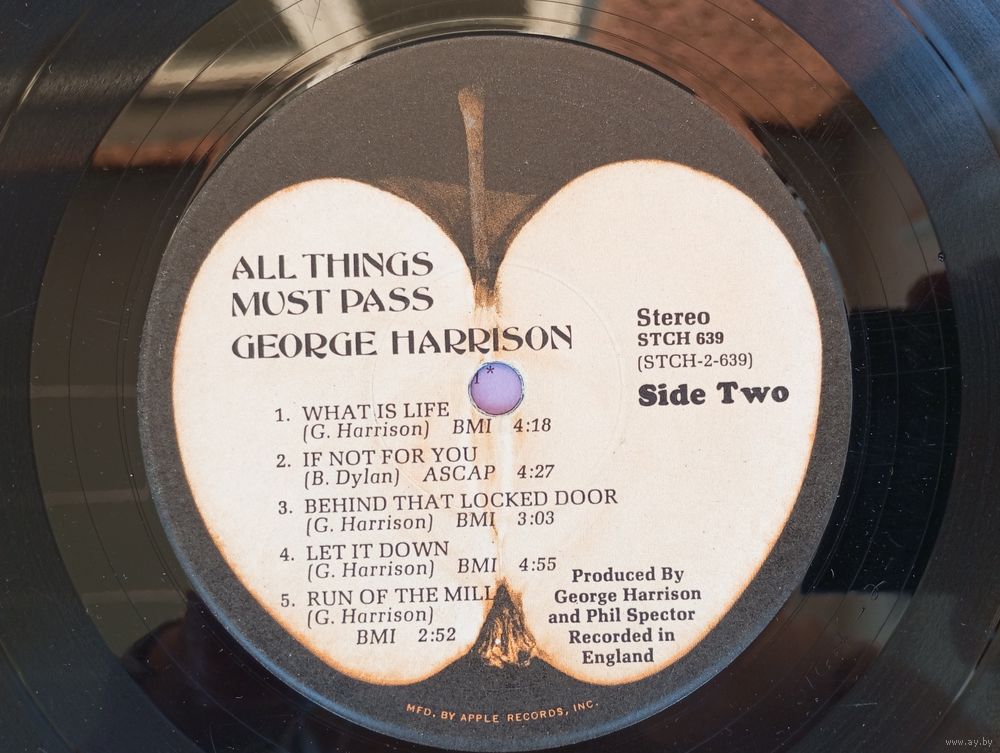 ALL THINGS
MUST PASS
GEORGE HARRISON
Stereo
STCH 639
(STCH-2-639)
Side Two
1. WHAT IS LIFE
(G. Harrison) BMI 4:18
2. IF NOT FOR YOU
(B. Dylan) ASCAP 4:27
3. BEHIND THAT LOCKED DOOR
(G. Harrison) BMI 3:03
4. LET IT DOWN
(G. Harrison) BMI 4:55
5. RUN OF THE MILL
(G. Harrison)
BMI 2:52
Produced By
George Harrison
and Phil Spector
Recorded in
England
MFD. BY APPLE RECORDS, INC.
www.ay.by